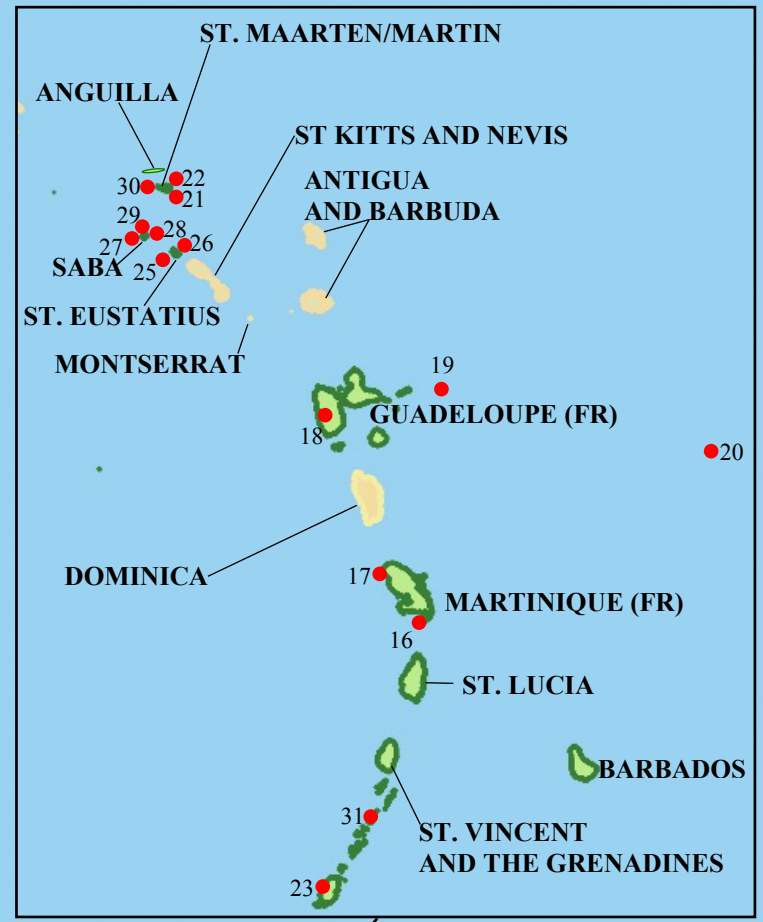 ST. MAARTEN/MARTIN
ANGUILLA
ST KITTS AND NEVIS
22
30
ANTIGUA
AND BARBUDA
21
29
28
26
27
SABA
25
ST. EUSTATIUS
MONTSERRAT
19
GUADELOUPE (FR)
18
20
DOMINICA
17
MARTINIQUE (FR)
16
ST. LUCIA
BARBADOS
31
ST. VINCENT
AND THE GRENADINES
23